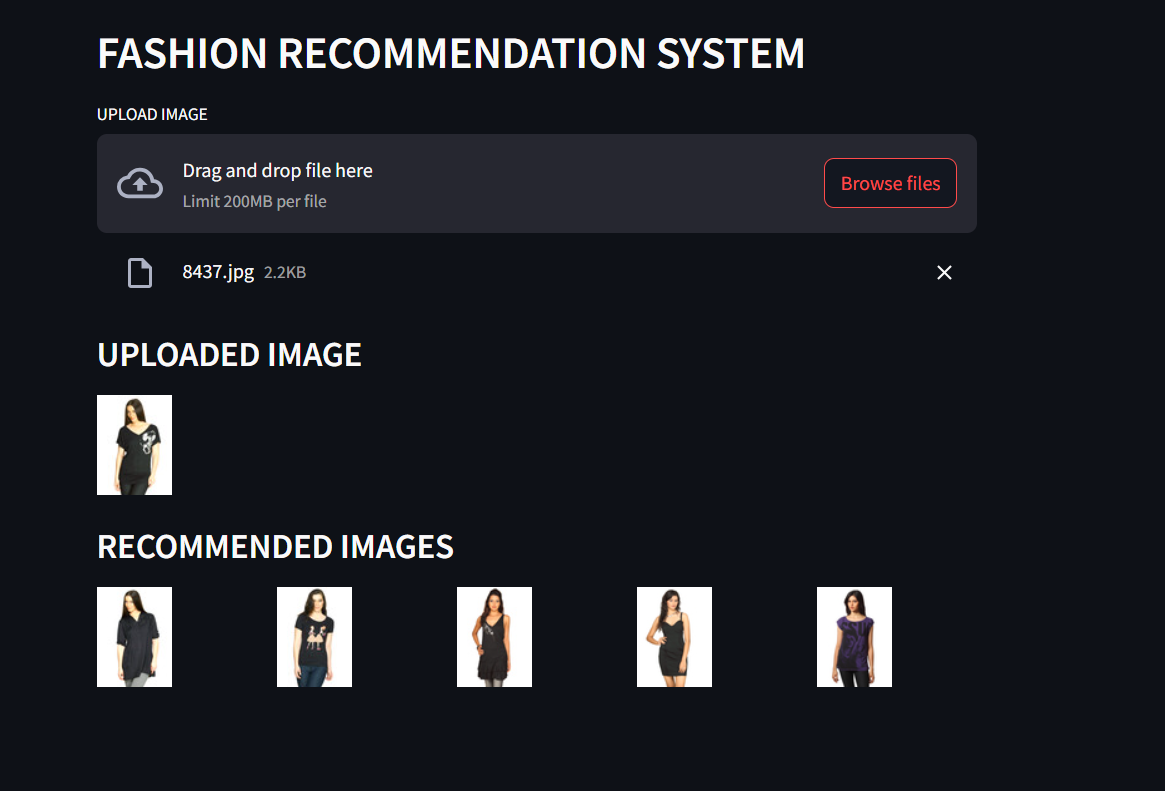 FASHION RECOMMENDATION SYSTEM
UPLOAD IMAGE
Drag and drop file here
Limit 200MB per file
Browse files
8437.jpg 2.2KB
UPLOADED IMAGE
RECOMMENDED IMAGES